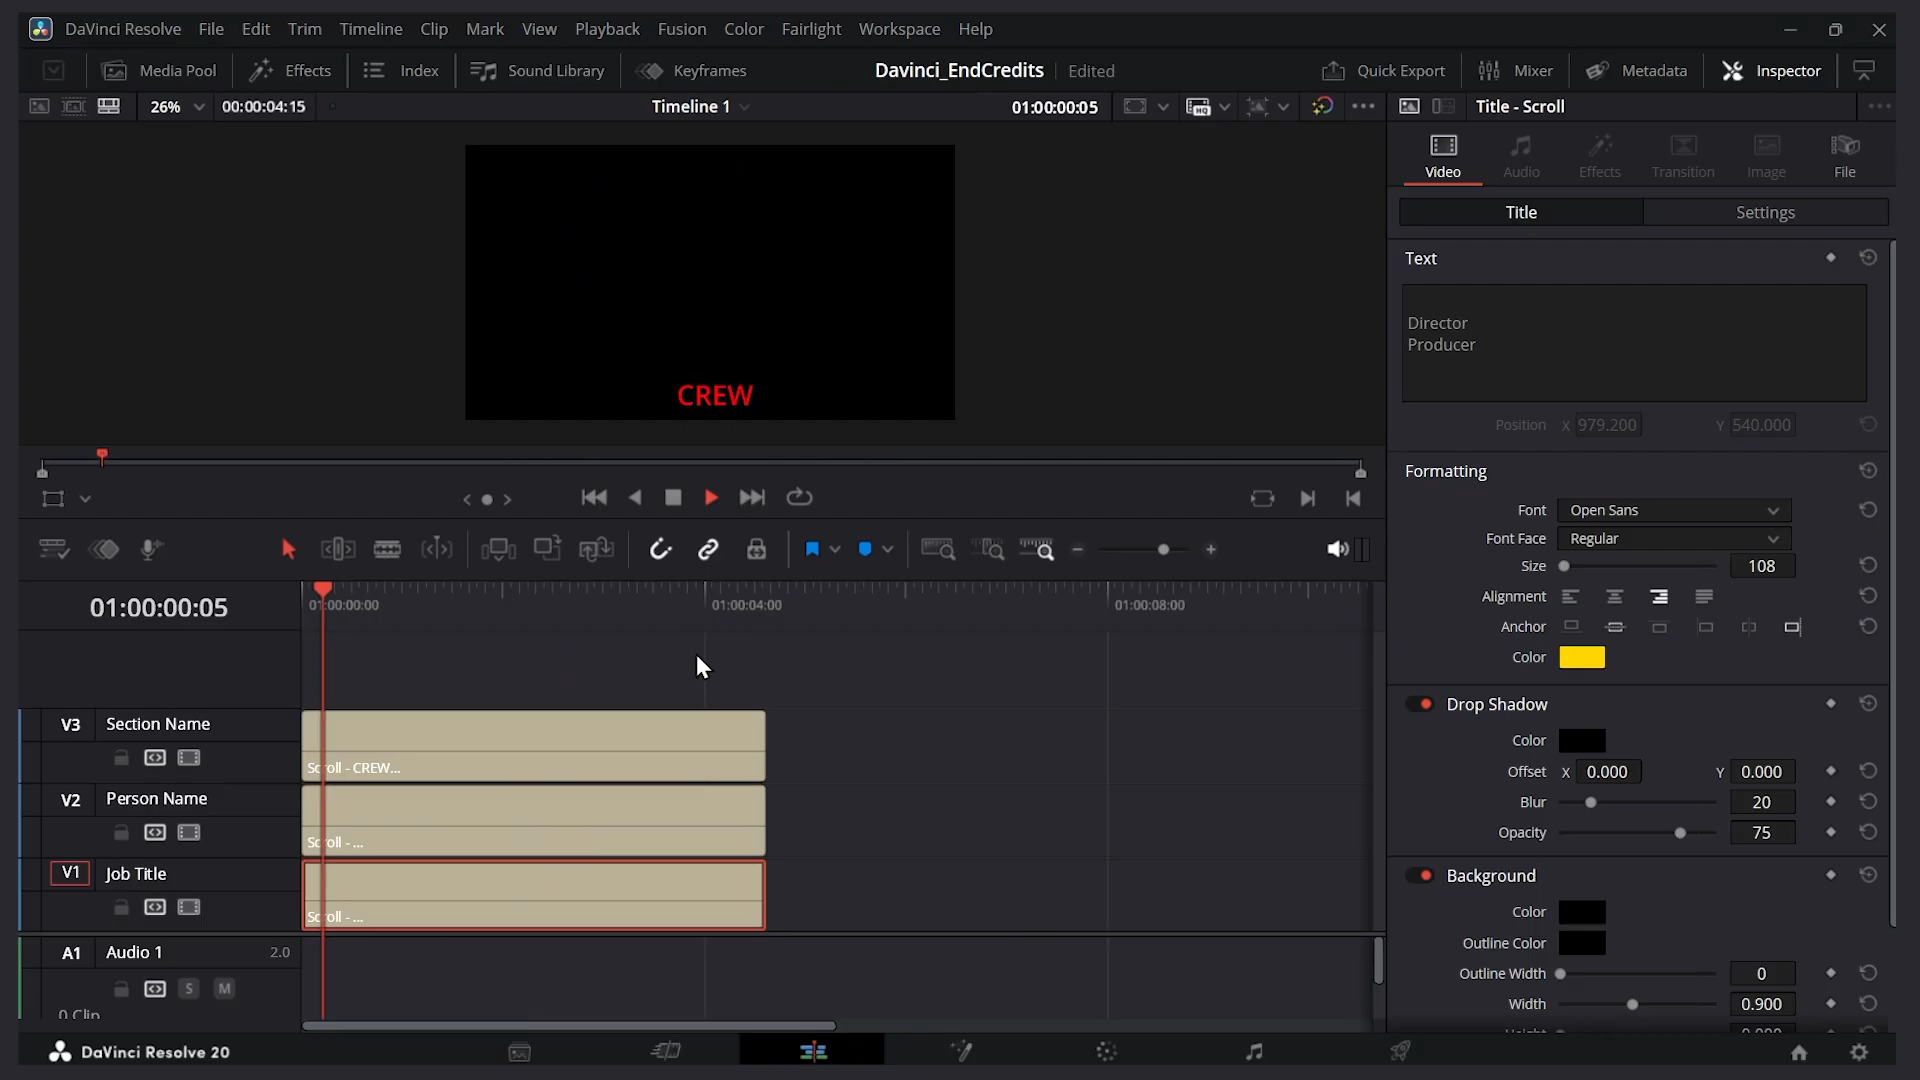 DaVinci Resolve File Edit Trim Timeline Clip Mark View Playback Fusion Color Fairlight Workspace Help
Media Pool Effects Index Sound Library Keyframes Davinci_EndCredits Edited Quick Export Mixer Metadata Inspector
26% 00:00:04:15 Timeline 1 01:00:00:05 HQ Title - Scroll
Video Audio Effects Transition Image File
Title Settings
Text
Director
Producer
Position X 979.200 Y 540.000
CREW
Formatting
Font Open Sans
Font Face Regular
Size 108
Alignment
Anchor
Color
Drop Shadow
Color
Offset X 0.000 Y 0.000
Blur 20
Opacity 75
Background
Color
Outline Color
Outline Width 0
Width 0.900
01:00:00:05 01:00:00:00 01:00:04:00 01:00:08:00
V3 Section Name
Scroll - CREW...
V2 Person Name
Scroll - ...
V1 Job Title
Scroll - ...
A1 Audio 1 2.0
S M
0 Clip
DaVinci Resolve 20